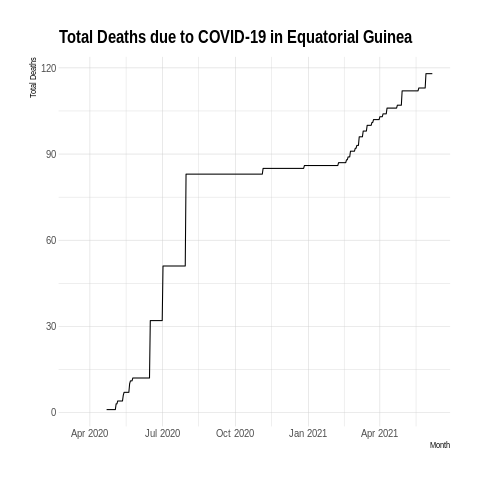 Total Deaths due to COVID-19 in Equatorial Guinea
Total Deaths
120
90
60
30
0
Apr 2020 Jul 2020 Oct 2020 Jan 2021 Apr 2021
Month